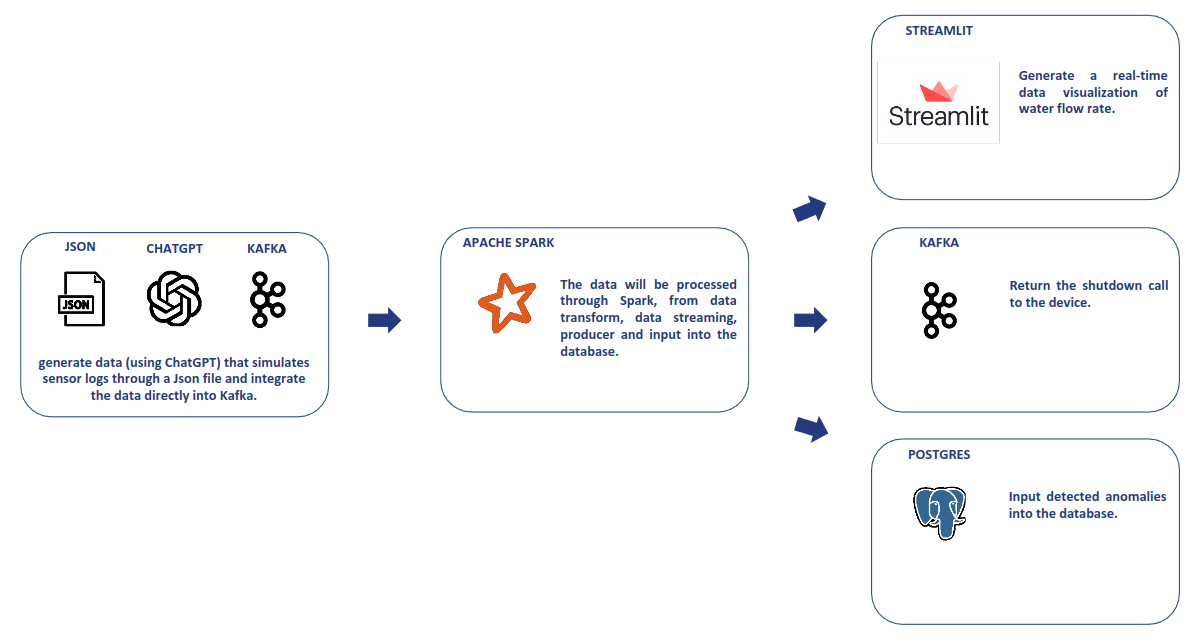 JSON
CHATGPT
KAFKA
JSON
generate data (using ChatGPT) that simulates
sensor logs through a Json file and integrate
the data directly into Kafka.
APACHE SPARK
The data will be processed
through Spark, from data
transform, data streaming,
producer and input into the
database.
STREAMLIT
Streamlit
Generate a real-time
data visualization of
water flow rate.
KAFKA
Return the shutdown call
to the device.
POSTGRES
Input detected anomalies
into the database.